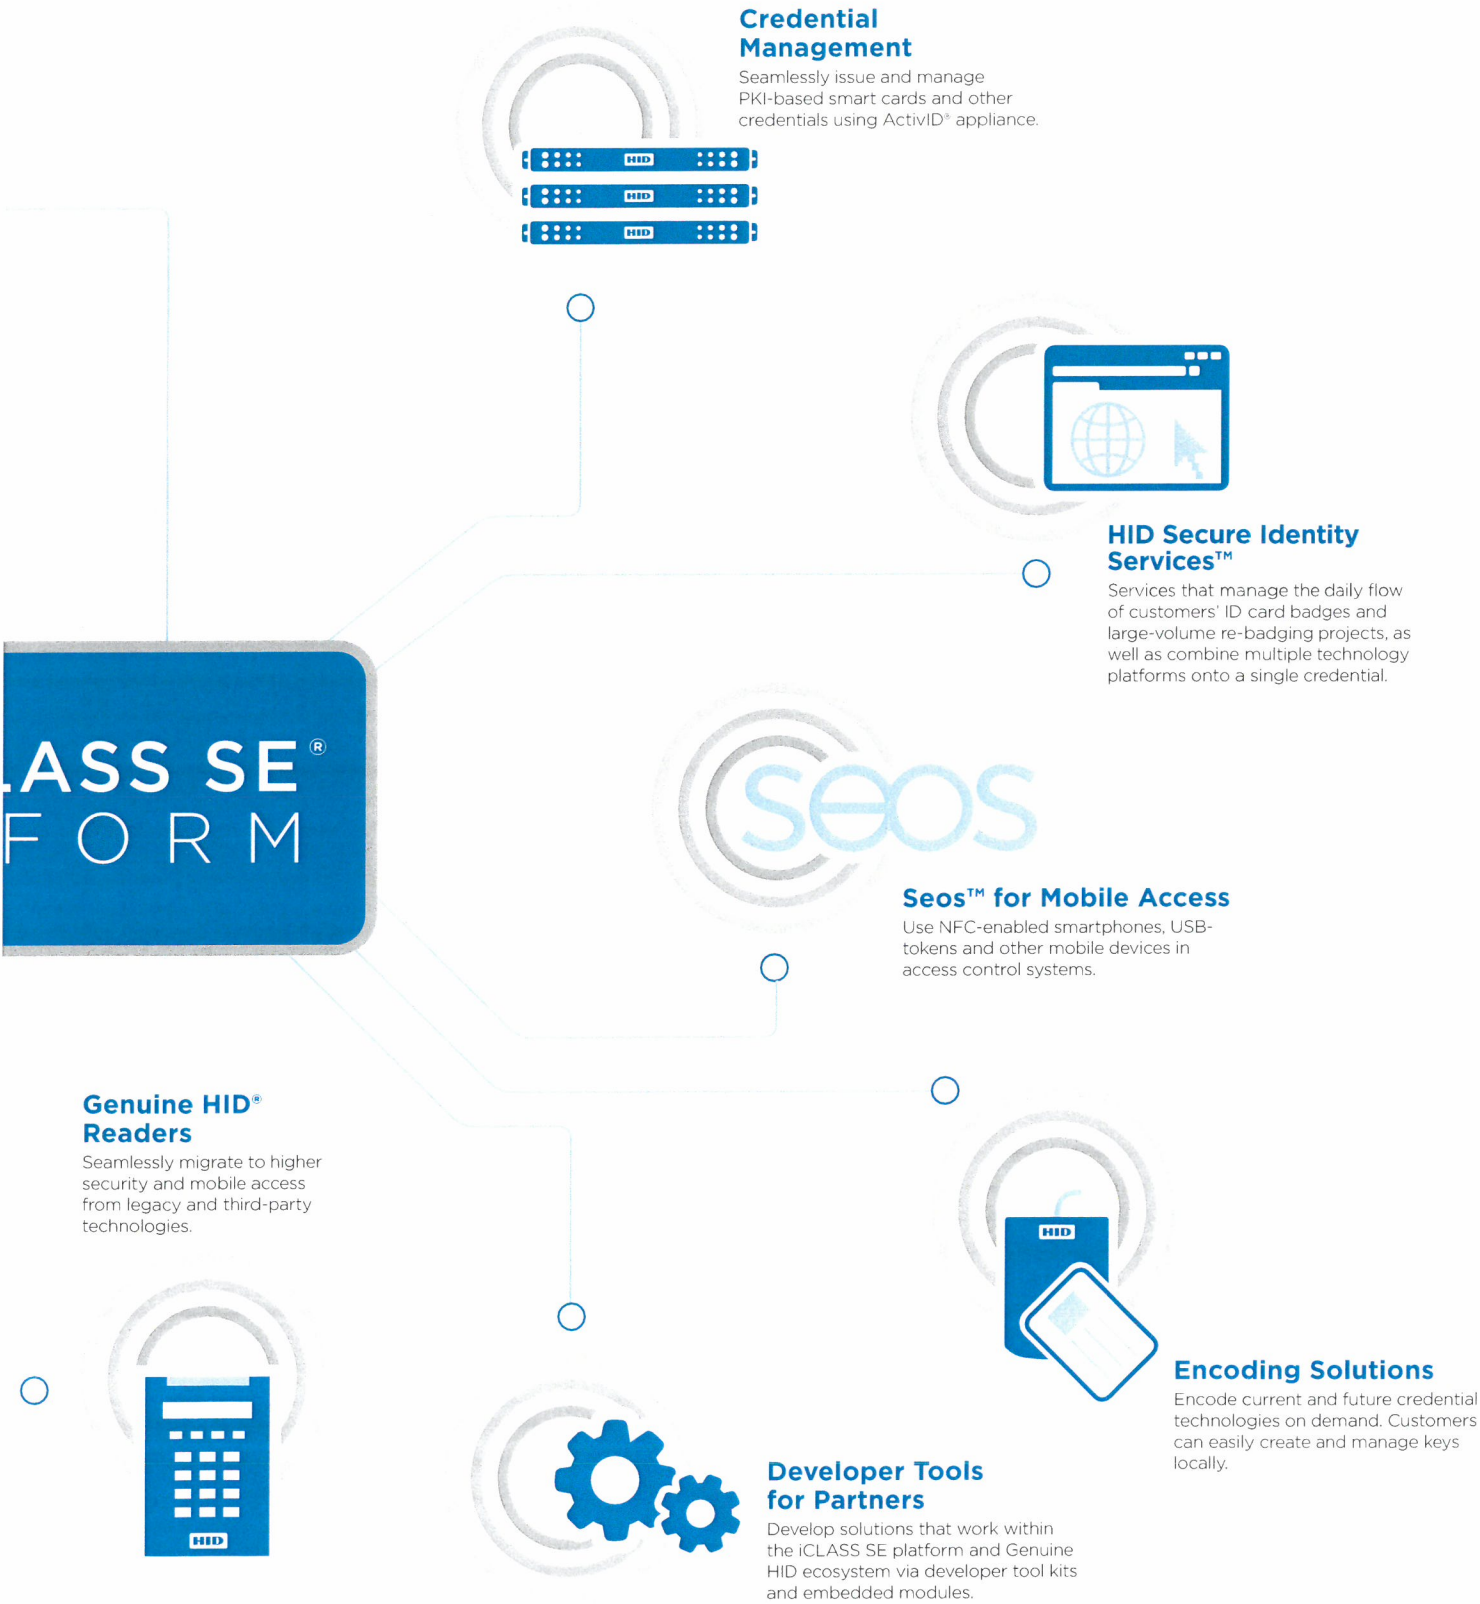 Credential
Management
Seamlessly issue and manage
PKI-based smart cards and other
credentials using ActivID® appliance.
HID
HID
HID
HID Secure Identity
Services™
Services that manage the daily flow
of customers' ID card badges and
large-volume re-badging projects, as
well as combine multiple technology
platforms onto a single credential.
LASS SE®
FORM
seos
Seos™ for Mobile Access
Use NFC-enabled smartphones, USB-
tokens and other mobile devices in
access control systems.
Genuine HID®
Readers
Seamlessly migrate to higher
security and mobile access
from legacy and third-party
technologies.
HID
HID
Encoding Solutions
Encode current and future credential
technologies on demand. Customers
can easily create and manage keys
locally.
Developer Tools
for Partners
Develop solutions that work within
the iCLASS SE platform and Genuine
HID ecosystem via developer tool kits
and embedded modules.